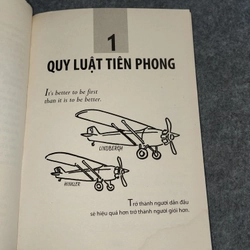 1
QUY LUẬT TIÊN PHONG
It's better to be first
than it is to be better.
LINDBERGH
HINKLER
Trở thành người dẫn đầu
sẽ hiệu quả hơn trở thành người giỏi hơn.